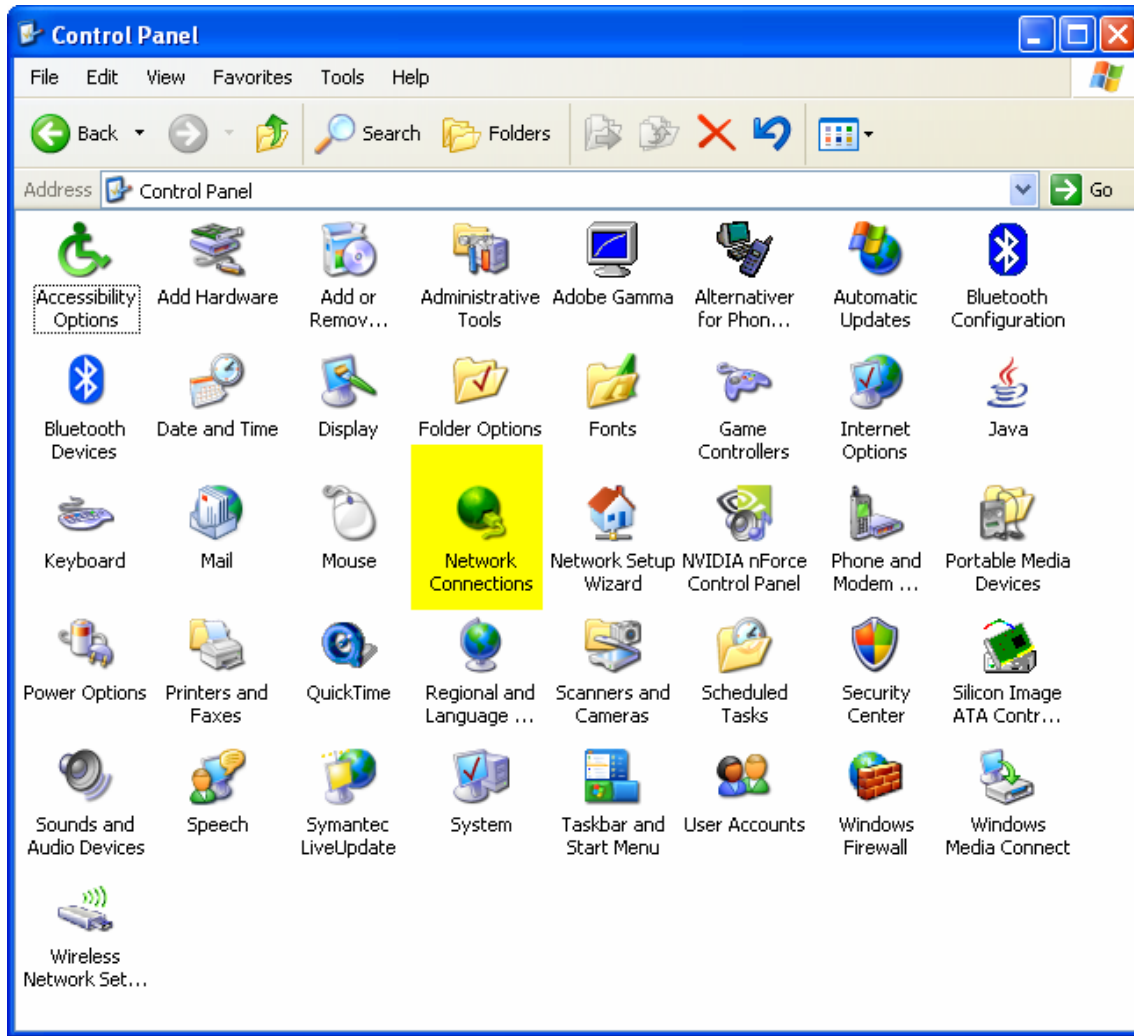 Control Panel
File Edit View Favorites Tools Help
Back Search Folders
Address Control Panel Go
Accessibility Options
Add Hardware
Add or Remov...
Administrative Tools
Adobe Gamma
Alternativer for Phon...
Automatic Updates
Bluetooth Configuration
Bluetooth Devices
Date and Time
Display
Folder Options
Fonts
Game Controllers
Internet Options
Java
Keyboard
Mail
Mouse
Network Connections
Network Setup Wizard
NVIDIA nForce Control Panel
Phone and Modem ...
Portable Media Devices
Power Options
Printers and Faxes
QuickTime
Regional and Language ...
Scanners and Cameras
Scheduled Tasks
Security Center
Silicon Image ATA Contr...
Sounds and Audio Devices
Speech
Symantec LiveUpdate
System
Taskbar and Start Menu
User Accounts
Windows Firewall
Windows Media Connect
Wireless Network Set...